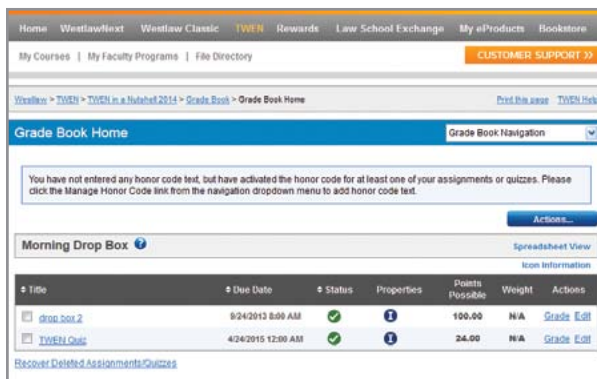 Home WestlawNext Westlaw Classic TWEN Rewards Law School Exchange My eProducts Bookstore
My Courses | My Faculty Programs | File Directory CUSTOMER SUPPORT >>
Westlaw > TWEN > TWEN in a Nutshell 2014 > Grade Book > Grade Book Home Print this page TWEN Help
Grade Book Home Grade Book Navigation
You have not entered any honor code text, but have activated the honor code for at least one of your assignments or quizzes. Please
click the Manage Honor Code link from the navigation dropdown menu to add honor code text.
Actions...
Morning Drop Box ? Spreadsheet View
Icon Information
Title Due Date Status Properties Points Possible Weight Actions
drop box 2 9/24/2013 8:00 AM I 100.00 N/A Grade Edit
TWEN Quiz 4/24/2015 12:00 AM I 24.00 N/A Grade Edit
Recover Deleted Assignments/Quizzes